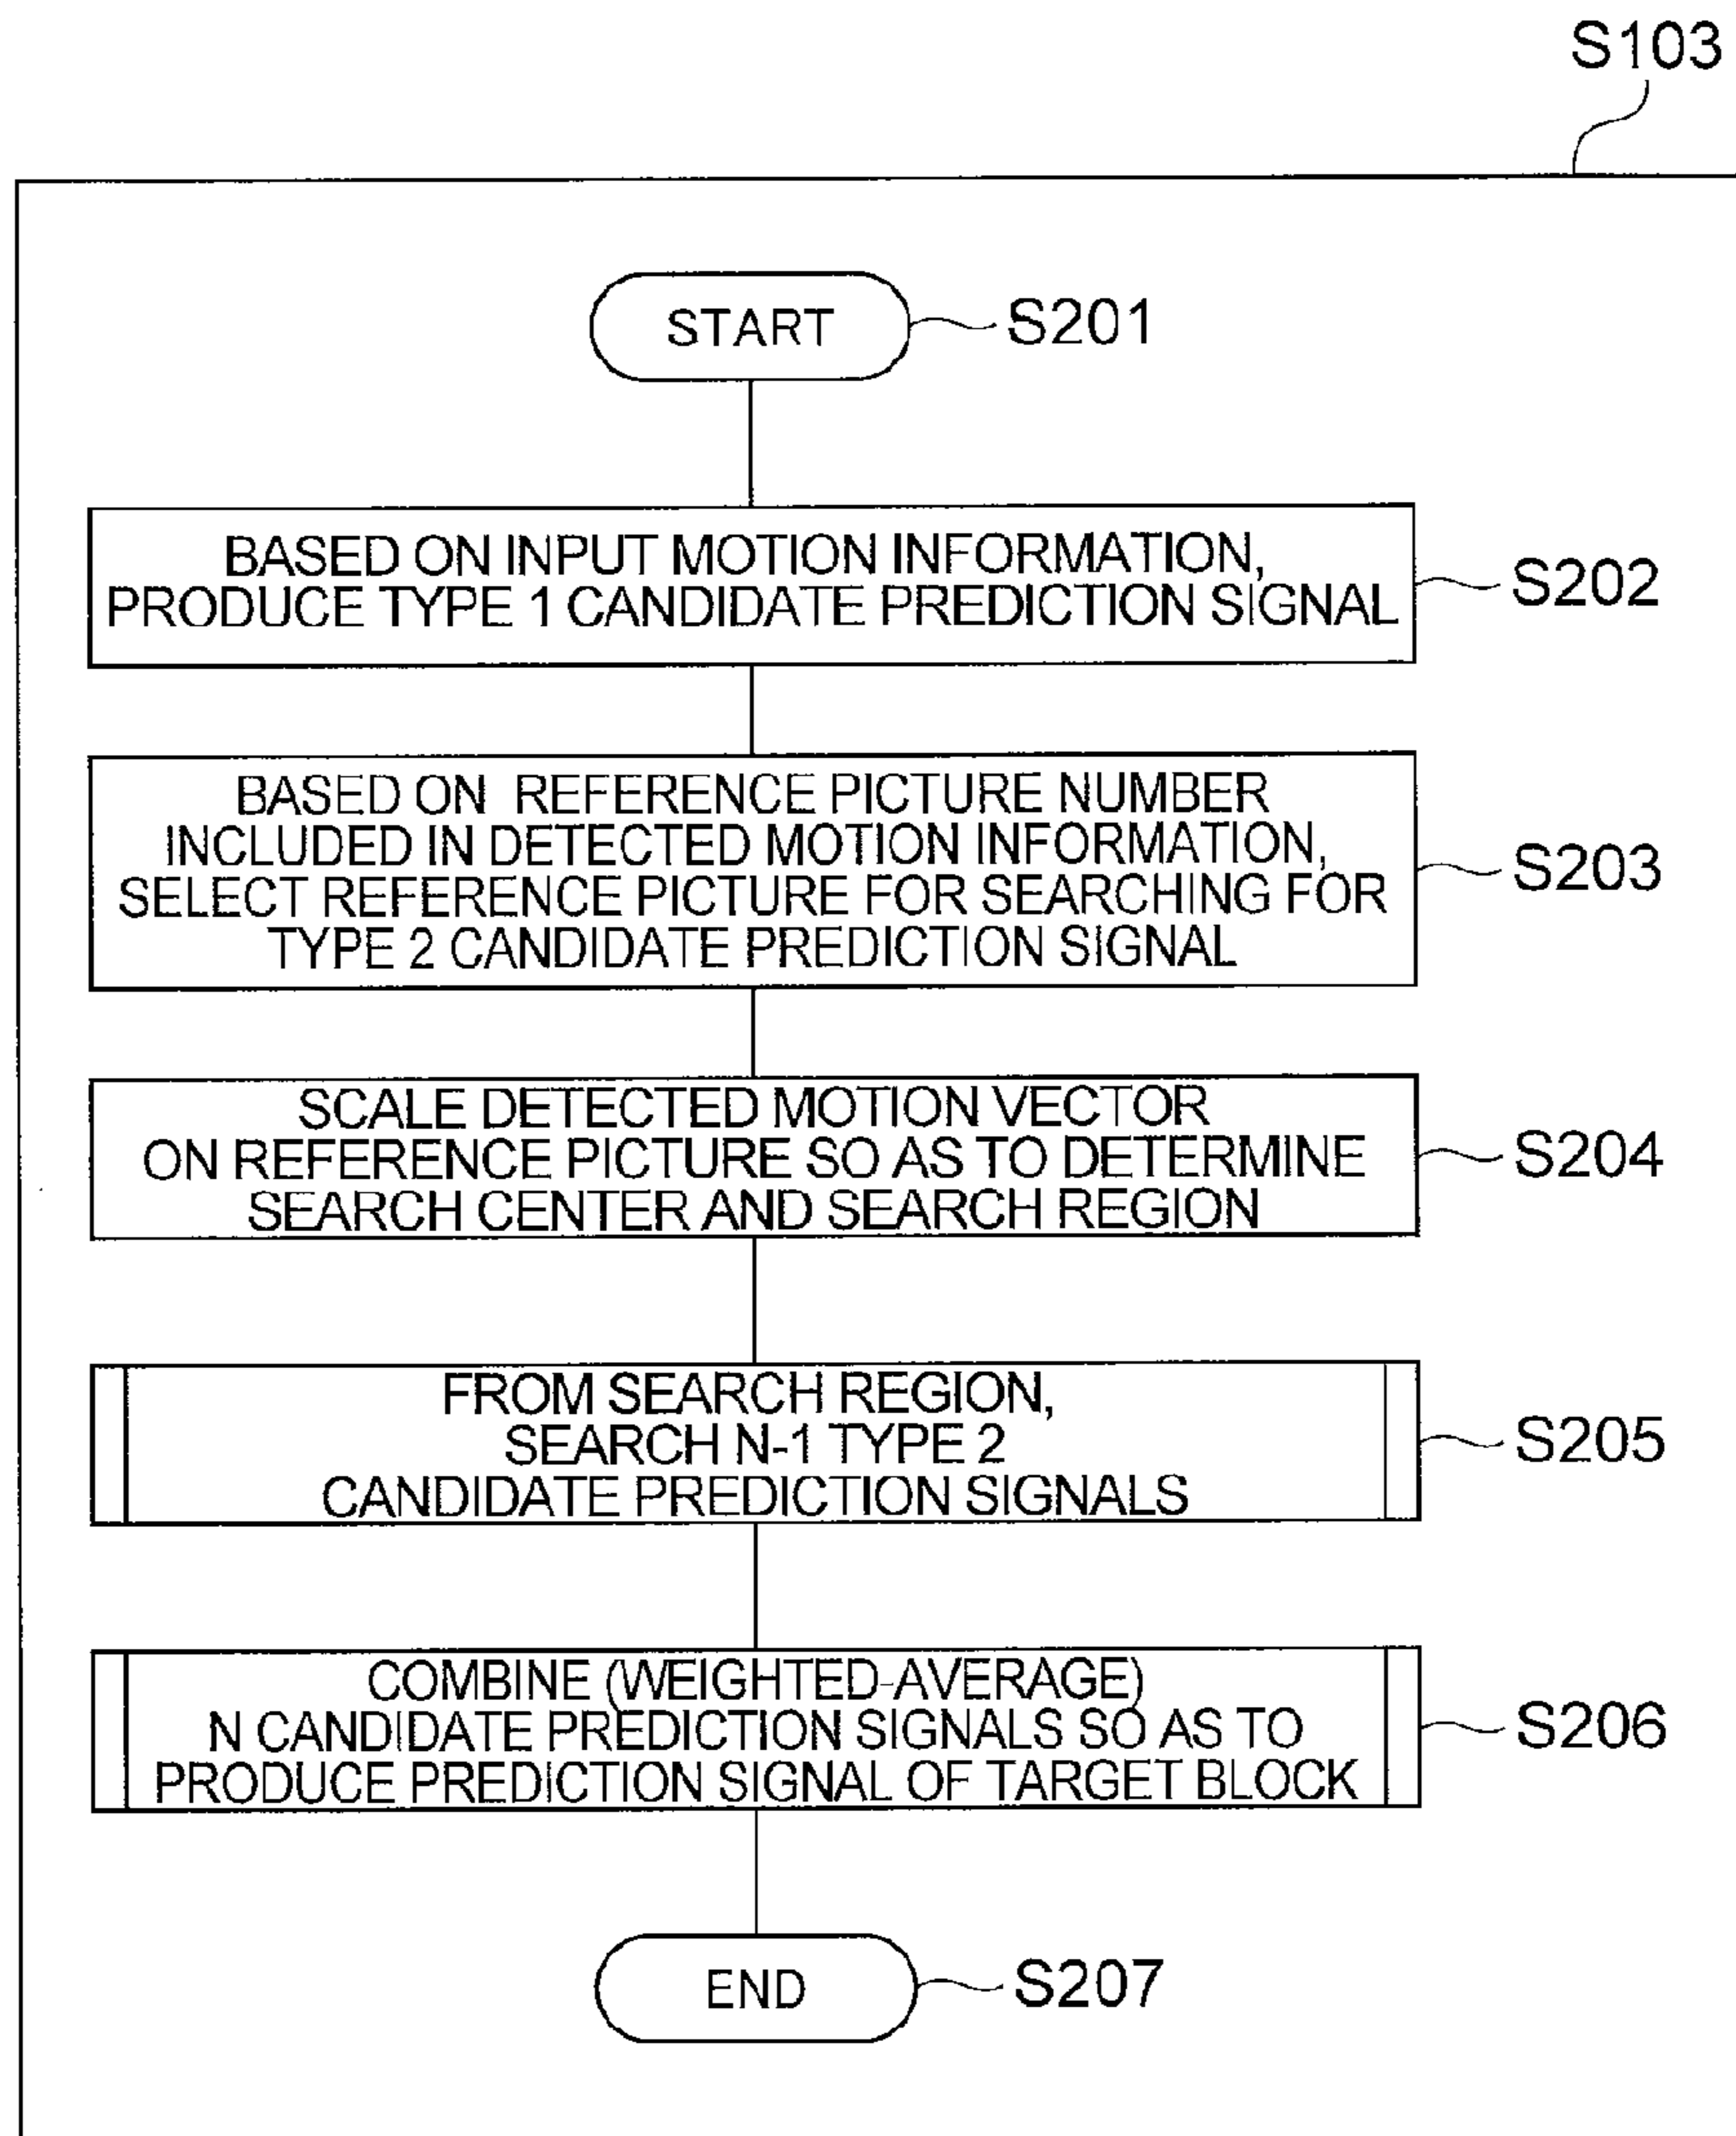 S103
START
S201
BASED ON INPUT MOTION INFORMATION,
PRODUCE TYPE 1 CANDIDATE PREDICTION SIGNAL
S202
BASED ON REFERENCE PICTURE NUMBER
INCLUDED IN DETECTED MOTION INFORMATION,
SELECT REFERENCE PICTURE FOR SEARCHING FOR
TYPE 2 CANDIDATE PREDICTION SIGNAL
S203
SCALE DETECTED MOTION VECTOR
ON REFERENCE PICTURE SO AS TO DETERMINE
SEARCH CENTER AND SEARCH REGION
S204
FROM SEARCH REGION,
SEARCH N-1 TYPE 2
CANDIDATE PREDICTION SIGNALS
S205
COMBINE (WEIGHTED-AVERAGE)
N CANDIDATE PREDICTION SIGNALS SO AS TO
PRODUCE PREDICTION SIGNAL OF TARGET BLOCK
S206
END
S207